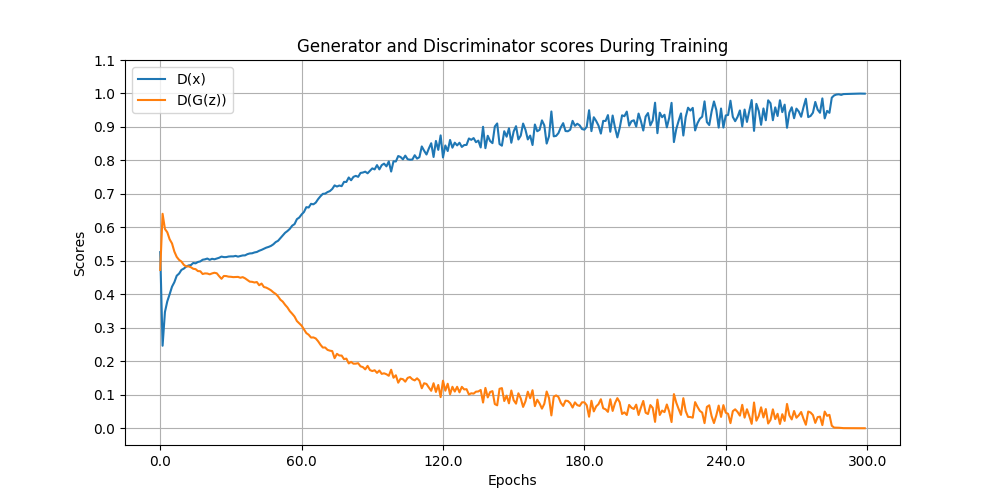 Generator and Discriminator scores During Training
D(x)
D(G(z))
Scores
1.1
1.0
0.9
0.8
0.7
0.6
0.5
0.4
0.3
0.2
0.1
0.0
0.0 60.0 120.0 180.0 240.0 300.0
Epochs